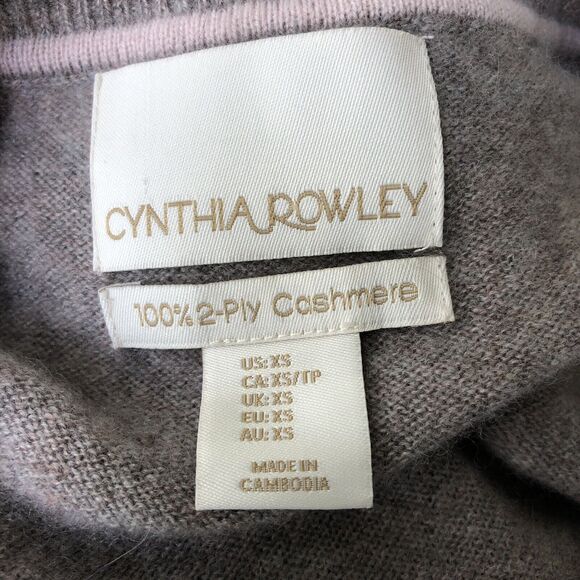 CYNTHIA ROWLEY
100% 2-Ply Cashmere
US: XS
CA: XS/TP
UK: XS
EU: XS
AU: XS
MADE IN
CAMBODIA